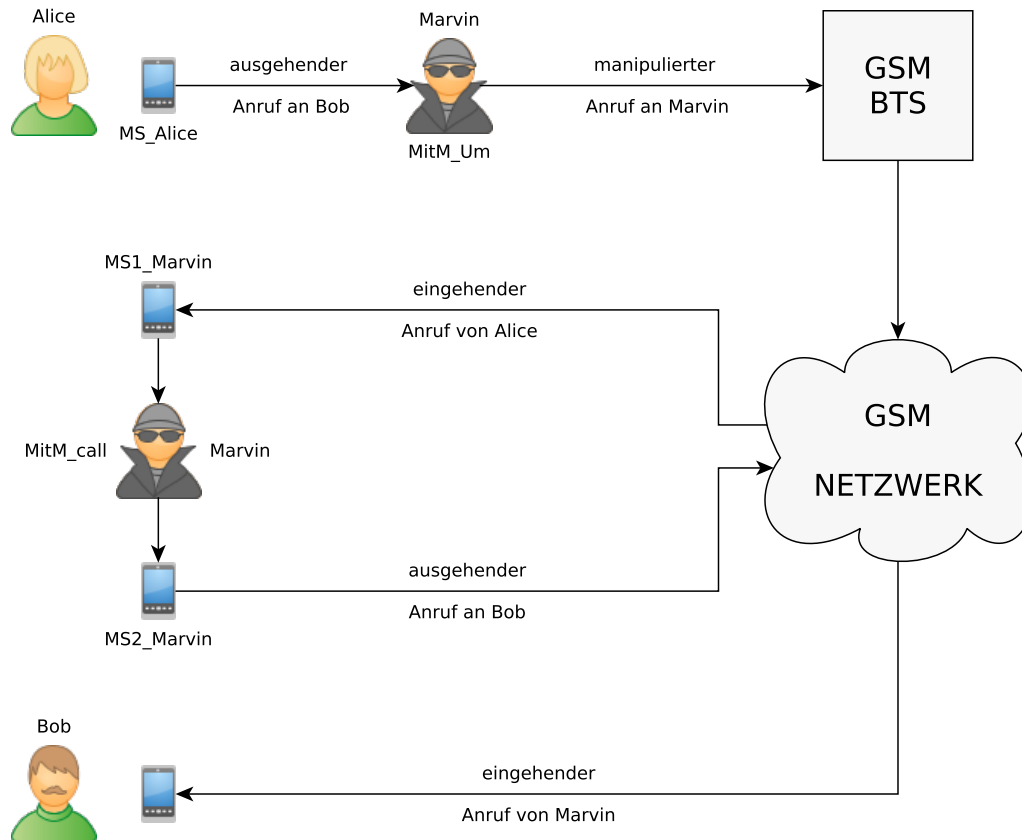 Alice
Marvin
ausgehender
Anruf an Bob
manipulierter
Anruf an Marvin
GSM
BTS
MS_Alice
MitM_Um
MS1_Marvin
eingehender
Anruf von Alice
GSM
NETZWERK
MitM_call
Marvin
ausgehender
Anruf an Bob
MS2_Marvin
Bob
eingehender
Anruf von Marvin